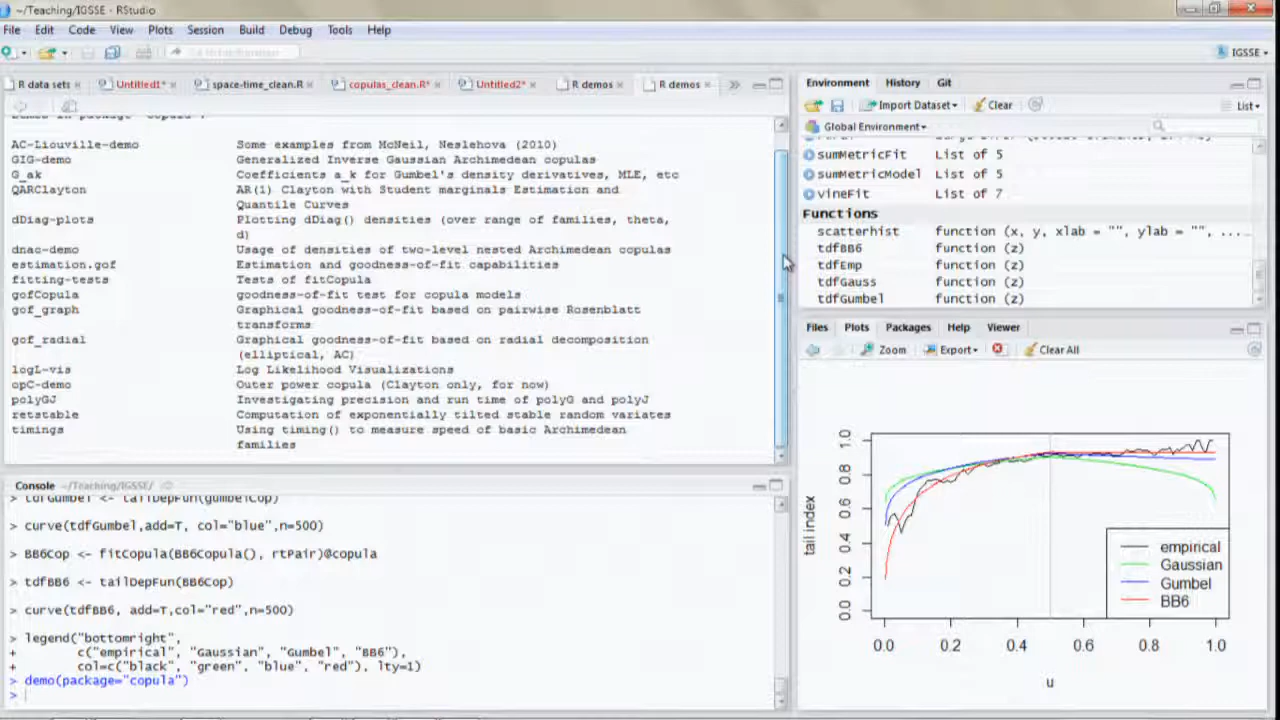 ~/Teaching/IGSSE - RStudio
File Edit Code View Plots Session Build Debug Tools Help
IGSSE
R data sets Untitled1* space-time_clean.R copulas_clean.R* Untitled2* R demos R demos
AC-Liouville-demo Some examples from McNeil, Neslehova (2010)
GIG-demo Generalized Inverse Gaussian Archimedean copulas
G_ak Coefficients a_k for Gumbel's density derivatives, MLE, etc
QARClayton AR(1) Clayton with Student marginals Estimation and
Quantile Curves
dDiag-plots Plotting dDiag() densities (over range of families, theta,
d)
dnac-demo Usage of densities of two-level nested Archimedean copulas
estimation.gof Estimation and goodness-of-fit capabilities
fitting-tests Tests of fitCopula
gofCopula goodness-of-fit test for copula models
gof_graph Graphical goodness-of-fit based on pairwise Rosenblatt
transforms
gof_radial Graphical goodness-of-fit based on radial decomposition
(elliptical, AC)
logL-vis Log Likelihood Visualizations
opC-demo Outer power copula (Clayton only, for now)
polyGJ Investigating precision and run time of polyG and polyJ
retstable Computation of exponentially tilted stable random variates
timings Using timing() to measure speed of basic Archimedean
families
Console ~/Teaching/IGSSE/
> tdfGumbel <- tailDepFun(gumbelCop)
> curve(tdfGumbel,add=T, col="blue",n=500)
> BB6Cop <- fitCopula(BB6Copula(), rtPair)@copula
> tdfBB6 <- tailDepFun(BB6Cop)
> curve(tdfBB6, add=T,col="red",n=500)
> legend("bottomright",
+ c("empirical", "Gaussian", "Gumbel", "BB6"),
+ col=c("black", "green", "blue", "red"), lty=1)
> demo(package="copula")
>
Environment History Git
Import Dataset Clear List
Global Environment
sumMetricFit List of 5
sumMetricModel List of 5
vineFit List of 7
Functions
scatterhist function (x, y, xlab = "", ylab = "", ...
tdfBB6 function (z)
tdfEmp function (z)
tdfGauss function (z)
tdfGumbel function (z)
Files Plots Packages Help Viewer
Zoom Export Clear All
tail index
1.0
0.8
0.6
0.4
0.2
0.0
empirical
Gaussian
Gumbel
BB6
0.0 0.2 0.4 0.6 0.8 1.0
u